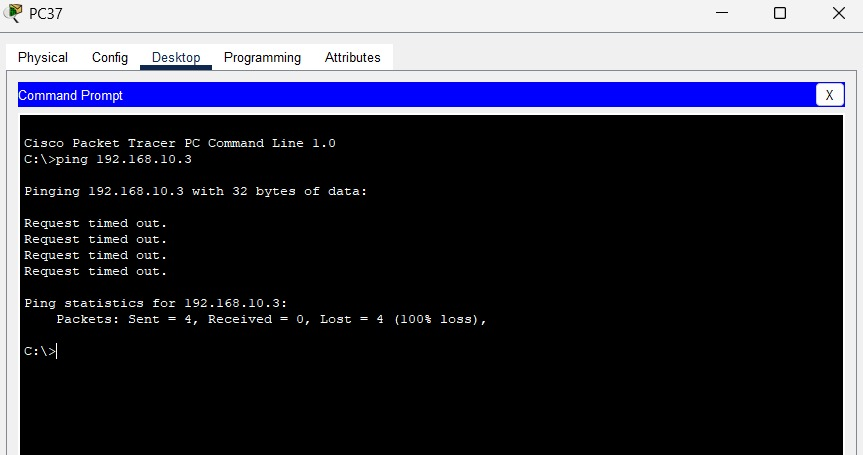 PC37
Physical Config Desktop Programming Attributes
Command Prompt
X
Cisco Packet Tracer PC Command Line 1.0
C:\>ping 192.168.10.3
Pinging 192.168.10.3 with 32 bytes of data:
Request timed out.
Request timed out.
Request timed out.
Request timed out.
Ping statistics for 192.168.10.3:
Packets: Sent = 4, Received = 0, Lost = 4 (100% loss),
C:\>